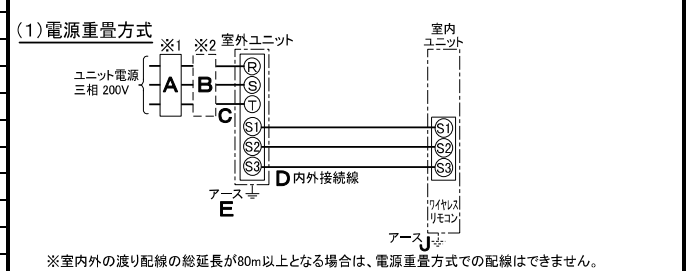 (1)電源重畳方式
※1 ※2 室外ユニット
室内
ユニット
ユニット電源
三相 200V
A
B
C
R
S
T
S1
S2
S3
S1
S2
S3
D 内外接続線
アース
E
ワイヤレス
リモコン
アース
J
※室内外の渡り配線の総延長が80m以上となる場合は、電源重畳方式での配線はできません。